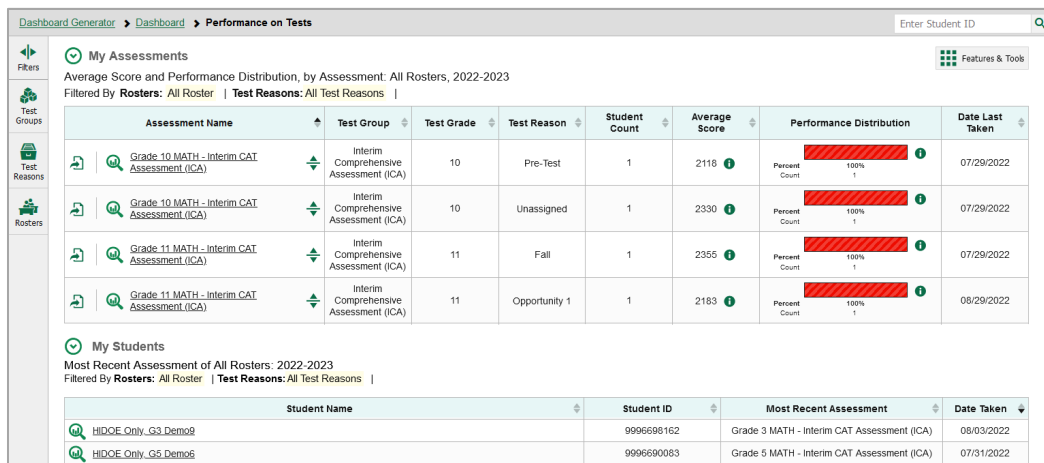 Dashboard Generator > Dashboard > Performance on Tests
Enter Student ID
Filters
Test
Groups
Test
Reasons
Rosters
My Assessments
Features & Tools
Average Score and Performance Distribution, by Assessment: All Rosters, 2022-2023
Filtered By Rosters: All Roster | Test Reasons: All Test Reasons |
Assessment Name Test Group Test Grade Test Reason Student Count Average Score Performance Distribution Date Last Taken
Grade 10 MATH - Interim CAT Assessment (ICA) Interim Comprehensive Assessment (ICA) 10 Pre-Test 1 2118 Percent 100% Count 1 07/29/2022
Grade 10 MATH - Interim CAT Assessment (ICA) Interim Comprehensive Assessment (ICA) 10 Unassigned 1 2330 Percent 100% Count 1 07/29/2022
Grade 11 MATH - Interim CAT Assessment (ICA) Interim Comprehensive Assessment (ICA) 11 Fall 1 2355 Percent 100% Count 1 07/29/2022
Grade 11 MATH - Interim CAT Assessment (ICA) Interim Comprehensive Assessment (ICA) 11 Opportunity 1 1 2183 Percent 100% Count 1 08/29/2022
My Students
Most Recent Assessment of All Rosters: 2022-2023
Filtered By Rosters: All Roster | Test Reasons: All Test Reasons |
Student Name Student ID Most Recent Assessment Date Taken
HIDOE Only, G3 Demo9 9996698162 Grade 3 MATH - Interim CAT Assessment (ICA) 08/03/2022
HIDOE Only, G5 Demo6 9996690083 Grade 5 MATH - Interim CAT Assessment (ICA) 07/31/2022